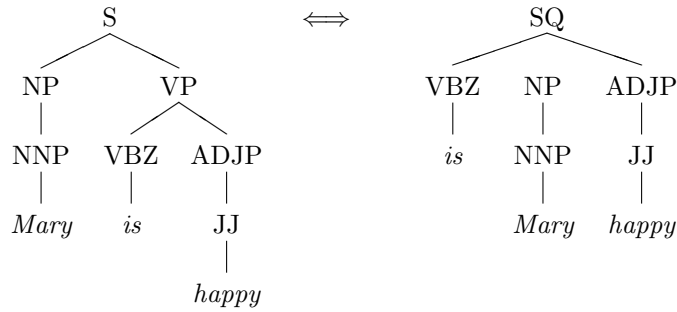 S ⟺ SQ
NP VP VBZ NP ADJP
NNP VBZ ADJP is NNP JJ
Mary is JJ Mary happy
happy